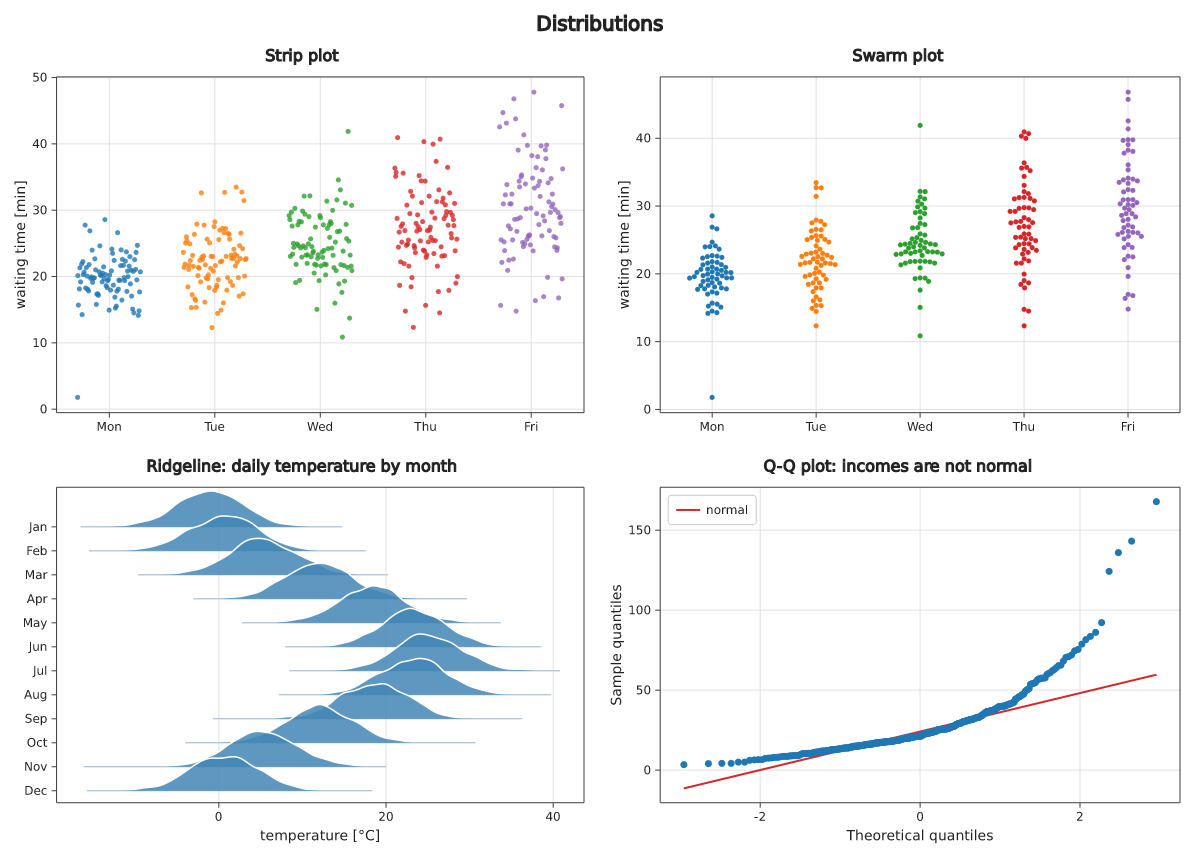 Distributions
Strip plot
waiting time [min]
50
40
30
20
10
0
Mon Tue Wed Thu Fri
Swarm plot
waiting time [min]
40
30
20
10
0
Mon Tue Wed Thu Fri
Ridgeline: daily temperature by month
Jan
Feb
Mar
Apr
May
Jun
Jul
Aug
Sep
Oct
Nov
Dec
0 20 40
temperature [°C]
Q-Q plot: incomes are not normal
normal
Sample quantiles
150
100
50
0
-2 0 2
Theoretical quantiles